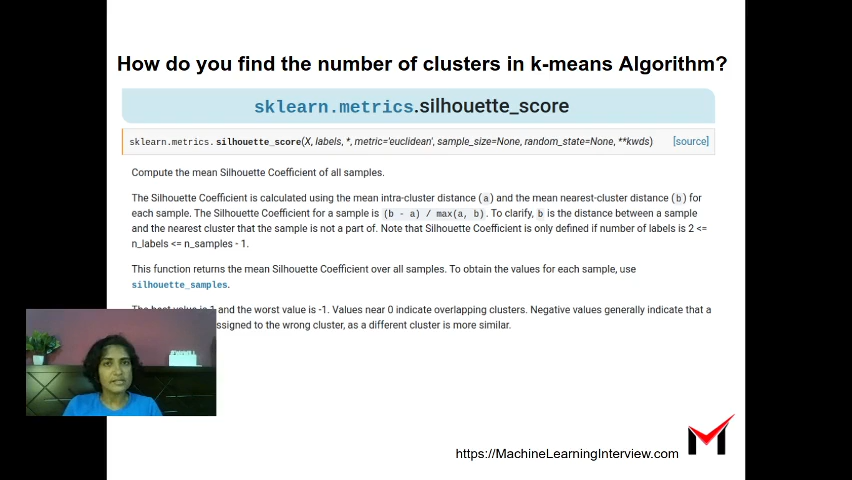 How do you find the number of clusters in k-means Algorithm?
sklearn.metrics.silhouette_score
sklearn.metrics.silhouette_score(X, labels, *, metric='euclidean', sample_size=None, random_state=None, **kwds) [source]
Compute the mean Silhouette Coefficient of all samples.
The Silhouette Coefficient is calculated using the mean intra-cluster distance (a) and the mean nearest-cluster distance (b) for
each sample. The Silhouette Coefficient for a sample is (b - a) / max(a, b). To clarify, b is the distance between a sample
and the nearest cluster that the sample is not a part of. Note that Silhouette Coefficient is only defined if number of labels is 2 <=
n_labels <= n_samples - 1.
This function returns the mean Silhouette Coefficient over all samples. To obtain the values for each sample, use
silhouette_samples.
and the worst value is -1. Values near 0 indicate overlapping clusters. Negative values generally indicate that a
to the wrong cluster, as a different cluster is more similar.
https://MachineLearningInterview.com